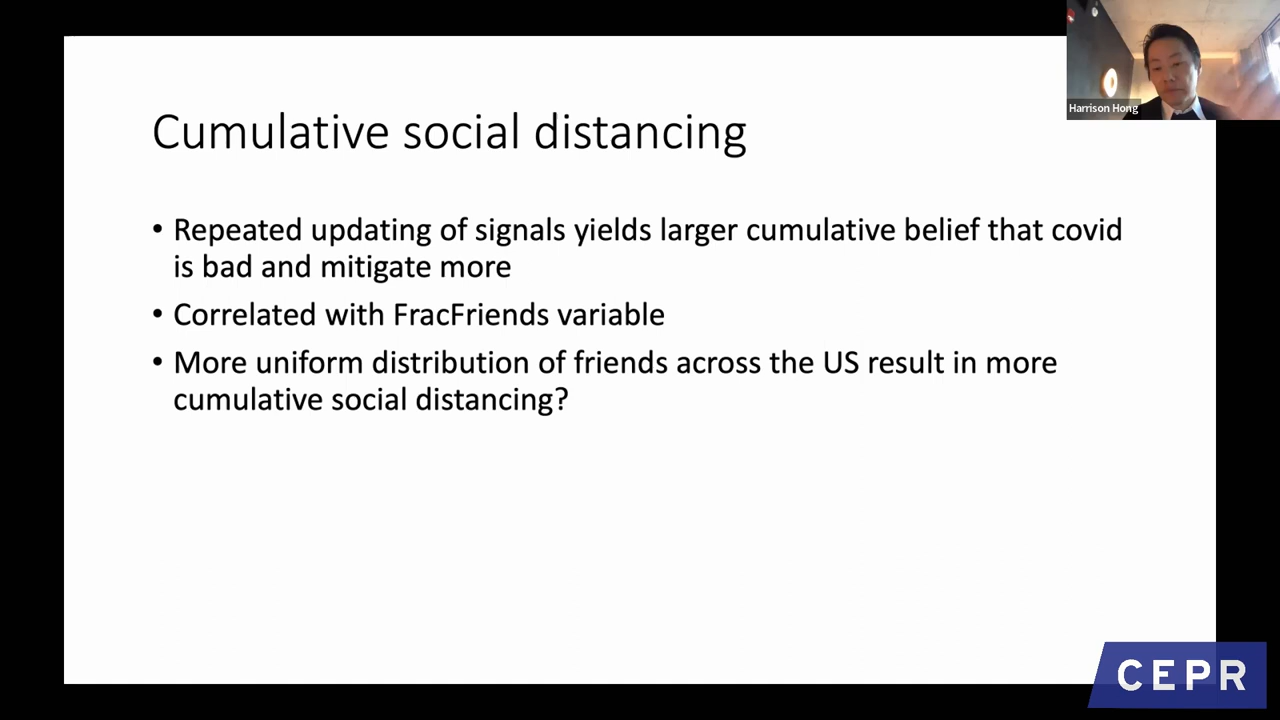 Harrison Hong
Cumulative social distancing
• Repeated updating of signals yields larger cumulative belief that covid
is bad and mitigate more
• Correlated with FracFriends variable
• More uniform distribution of friends across the US result in more
cumulative social distancing?
CEPR